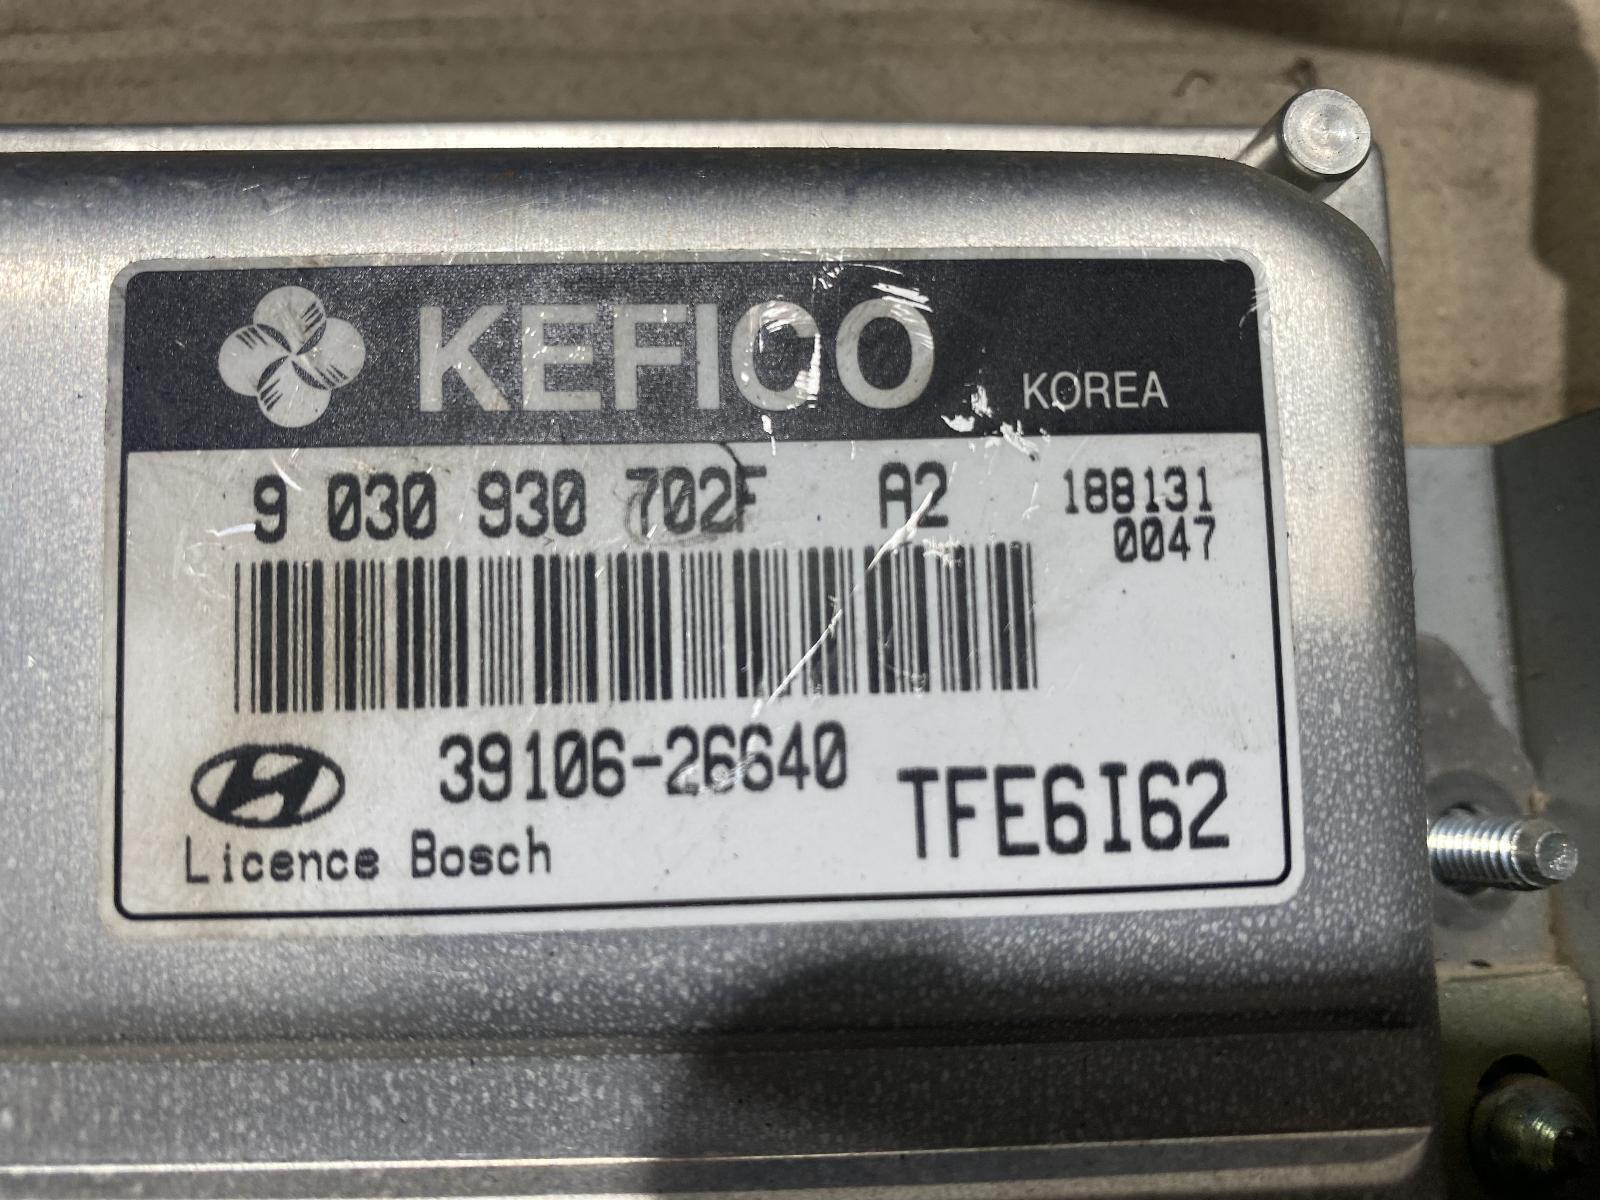 KEFICO KOREA
9 030 930 702F A2 188131
0047
39106-26640
TFE6I62
Licence Bosch